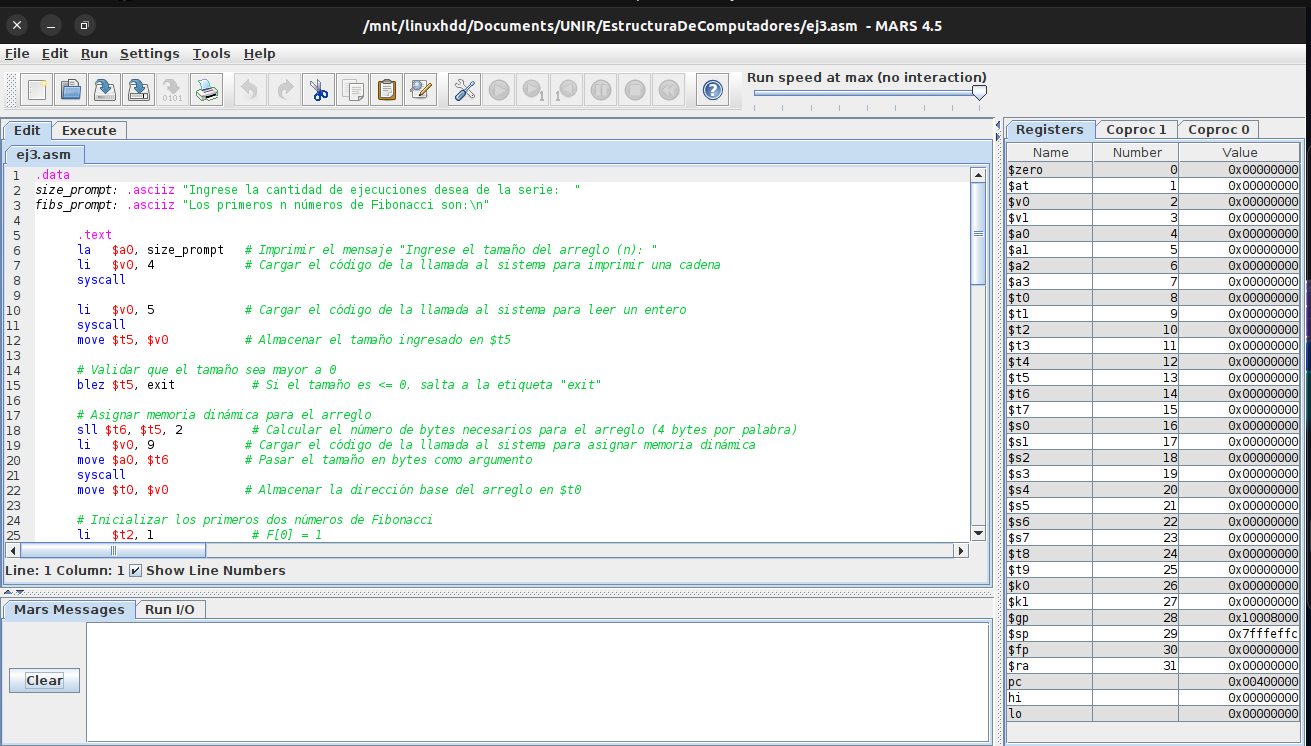 /mnt/linuxhdd/Documents/UNIR/EstructuraDeComputadores/ej3.asm - MARS 4.5
File Edit Run Settings Tools Help
Run speed at max (no interaction)
Edit Execute
ej3.asm
1 .data
2 size_prompt: .asciiz "Ingrese la cantidad de ejecuciones desea de la serie:  "
3 fibs_prompt: .asciiz "Los primeros n números de Fibonacci son:\n"
4
5 .text
6 la $a0, size_prompt # Imprimir el mensaje "Ingrese el tamaño del arreglo (n): "
7 li $v0, 4 # Cargar el código de la llamada al sistema para imprimir una cadena
8 syscall
9
10 li $v0, 5 # Cargar el código de la llamada al sistema para leer un entero
11 syscall
12 move $t5, $v0 # Almacenar el tamaño ingresado en $t5
13
14 # Validar que el tamaño sea mayor a 0
15 blez $t5, exit # Si el tamaño es <= 0, salta a la etiqueta "exit"
16
17 # Asignar memoria dinámica para el arreglo
18 sll $t6, $t5, 2 # Calcular el número de bytes necesarios para el arreglo (4 bytes por palabra)
19 li $v0, 9 # Cargar el código de la llamada al sistema para asignar memoria dinámica
20 move $a0, $t6 # Pasar el tamaño en bytes como argumento
21 syscall
22 move $t0, $v0 # Almacenar la dirección base del arreglo en $t0
23
24 # Inicializar los primeros dos números de Fibonacci
25 li $t2, 1 # F[0] = 1
Line: 1 Column: 1 Show Line Numbers
Mars Messages Run I/O
Clear
Registers Coproc 1 Coproc 0
Name Number Value
$zero 0 0x00000000
$at 1 0x00000000
$v0 2 0x00000000
$v1 3 0x00000000
$a0 4 0x00000000
$a1 5 0x00000000
$a2 6 0x00000000
$a3 7 0x00000000
$t0 8 0x00000000
$t1 9 0x00000000
$t2 10 0x00000000
$t3 11 0x00000000
$t4 12 0x00000000
$t5 13 0x00000000
$t6 14 0x00000000
$t7 15 0x00000000
$s0 16 0x00000000
$s1 17 0x00000000
$s2 18 0x00000000
$s3 19 0x00000000
$s4 20 0x00000000
$s5 21 0x00000000
$s6 22 0x00000000
$s7 23 0x00000000
$t8 24 0x00000000
$t9 25 0x00000000
$k0 26 0x00000000
$k1 27 0x00000000
$gp 28 0x10008000
$sp 29 0x7fffeffc
$fp 30 0x00000000
$ra 31 0x00000000
pc 0x00400000
hi 0x00000000
lo 0x00000000